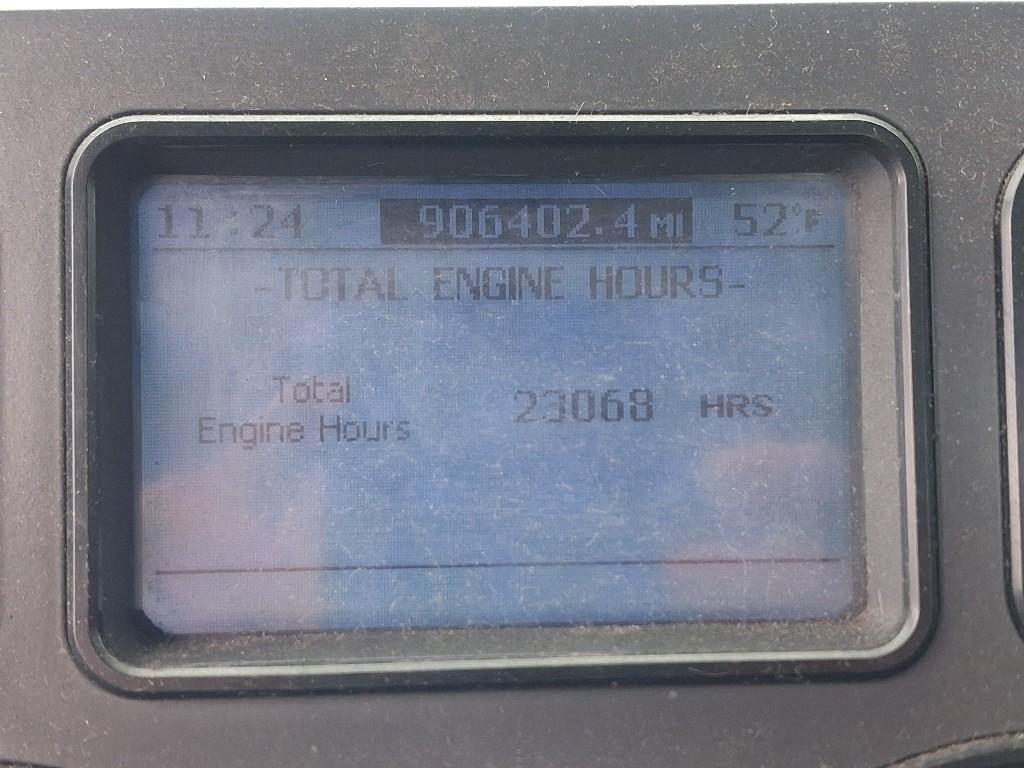 11:24 906402.4 MI 52°F
-TOTAL ENGINE HOURS-
Total
Engine Hours 23068 HRS